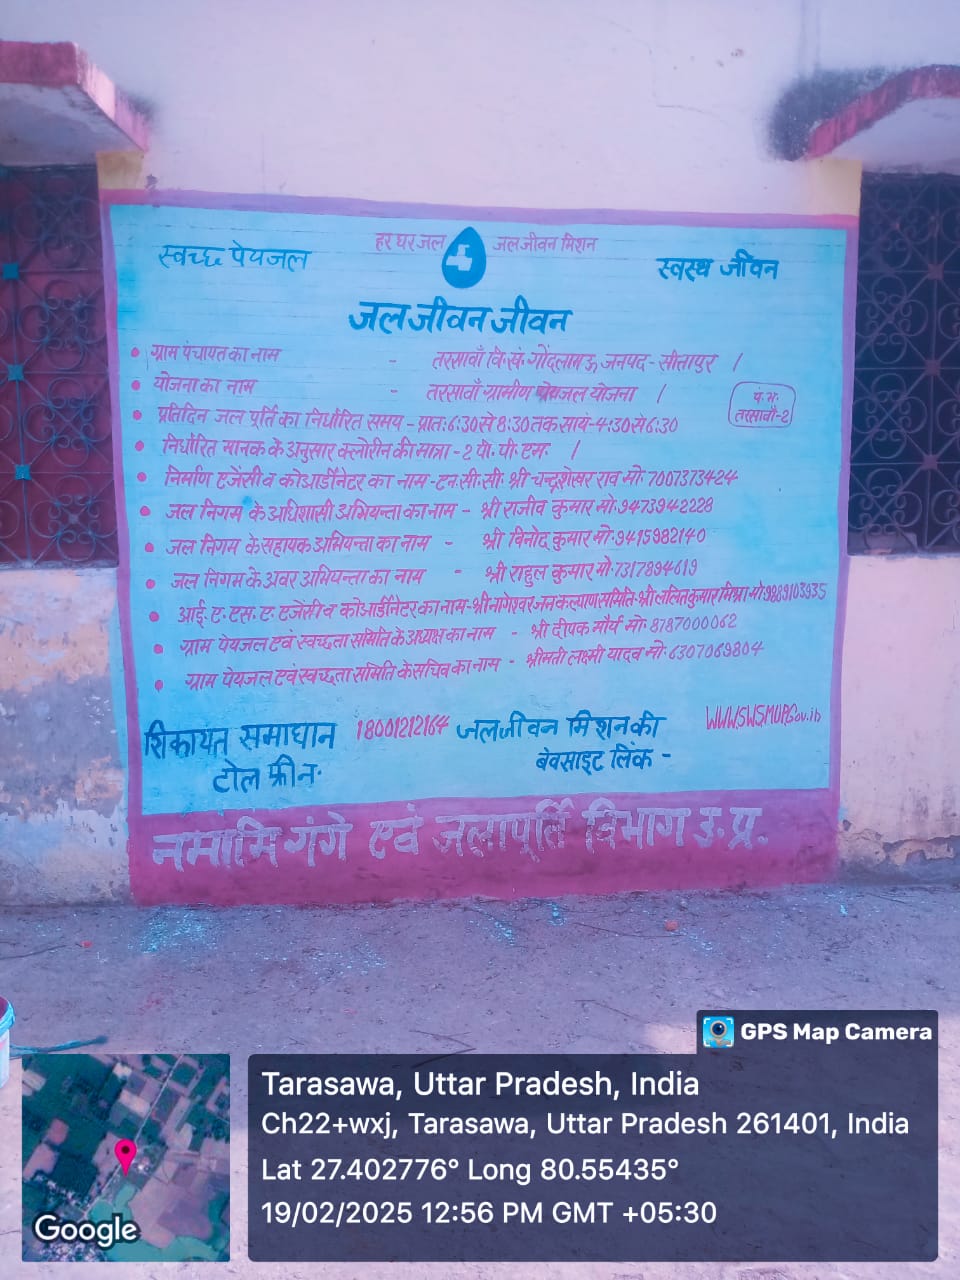 हर घर जल जल जीवन मिशन
स्वच्छ पेयजल
स्वस्थ जीवन
जल जीवन जीवन
ग्राम पंचायत का नाम - तरसावाँ वि.खं. गोंदलामऊ जनपद- सीतापुर ।
योजना का नाम - तरसावाँ ग्रामीण पेयजल योजना ।
पं.भ.
तरसावाँ-2
प्रतिदिन जल पूर्ति का निर्धारित समय - प्रातः 6:30 से 8:30 तक सायं-4:30 से 6:30
निर्धारित मानक के अनुसार क्लोरीन की मात्रा -2 पी. पी. एम. ।
निर्माण एजेंसी व कोआर्डीनेटर का नाम -एन.सी.सी. श्री चन्द्रशेखर राव मो. 7007373424
जल निगम के अधिशासी अभियन्ता का नाम - श्री राजीव कुमार मो. 9473942228
जल निगम के सहायक अभियन्ता का नाम - श्री विनोद कुमार मो. 9415982140
जल निगम के अवर अभियन्ता का नाम - श्री राहुल कुमार मो. 7317894619
आई. ए. एस. ए. एजेंसी व कोआर्डिनेटर का नाम- श्री नागेश्वर जनकल्याण समिति- श्री ललित कुमार मिश्रा मो. 9889103935
ग्राम पेयजल एवं स्वच्छता समिति के अध्यक्ष का नाम - श्री दीपक मौर्य मो. 8787000062
ग्राम पेयजल एवं स्वच्छता समिति के सचिव का नाम - श्रीमती लक्ष्मी यादव मो. 6307069804
शिकायत समाधान 18001212164
टोल फ्री न.
जल जीवन मिशन की WWW.SWSMUP.Gov.in
बेवसाइट लिंक -
नमामि गंगे एवं जलापूर्ति विभाग उ. प्र.
GPS Map Camera
Tarasawa, Uttar Pradesh, India
Ch22+wxj, Tarasawa, Uttar Pradesh 261401, India
Lat 27.402776° Long 80.55435°
19/02/2025 12:56 PM GMT +05:30
Google